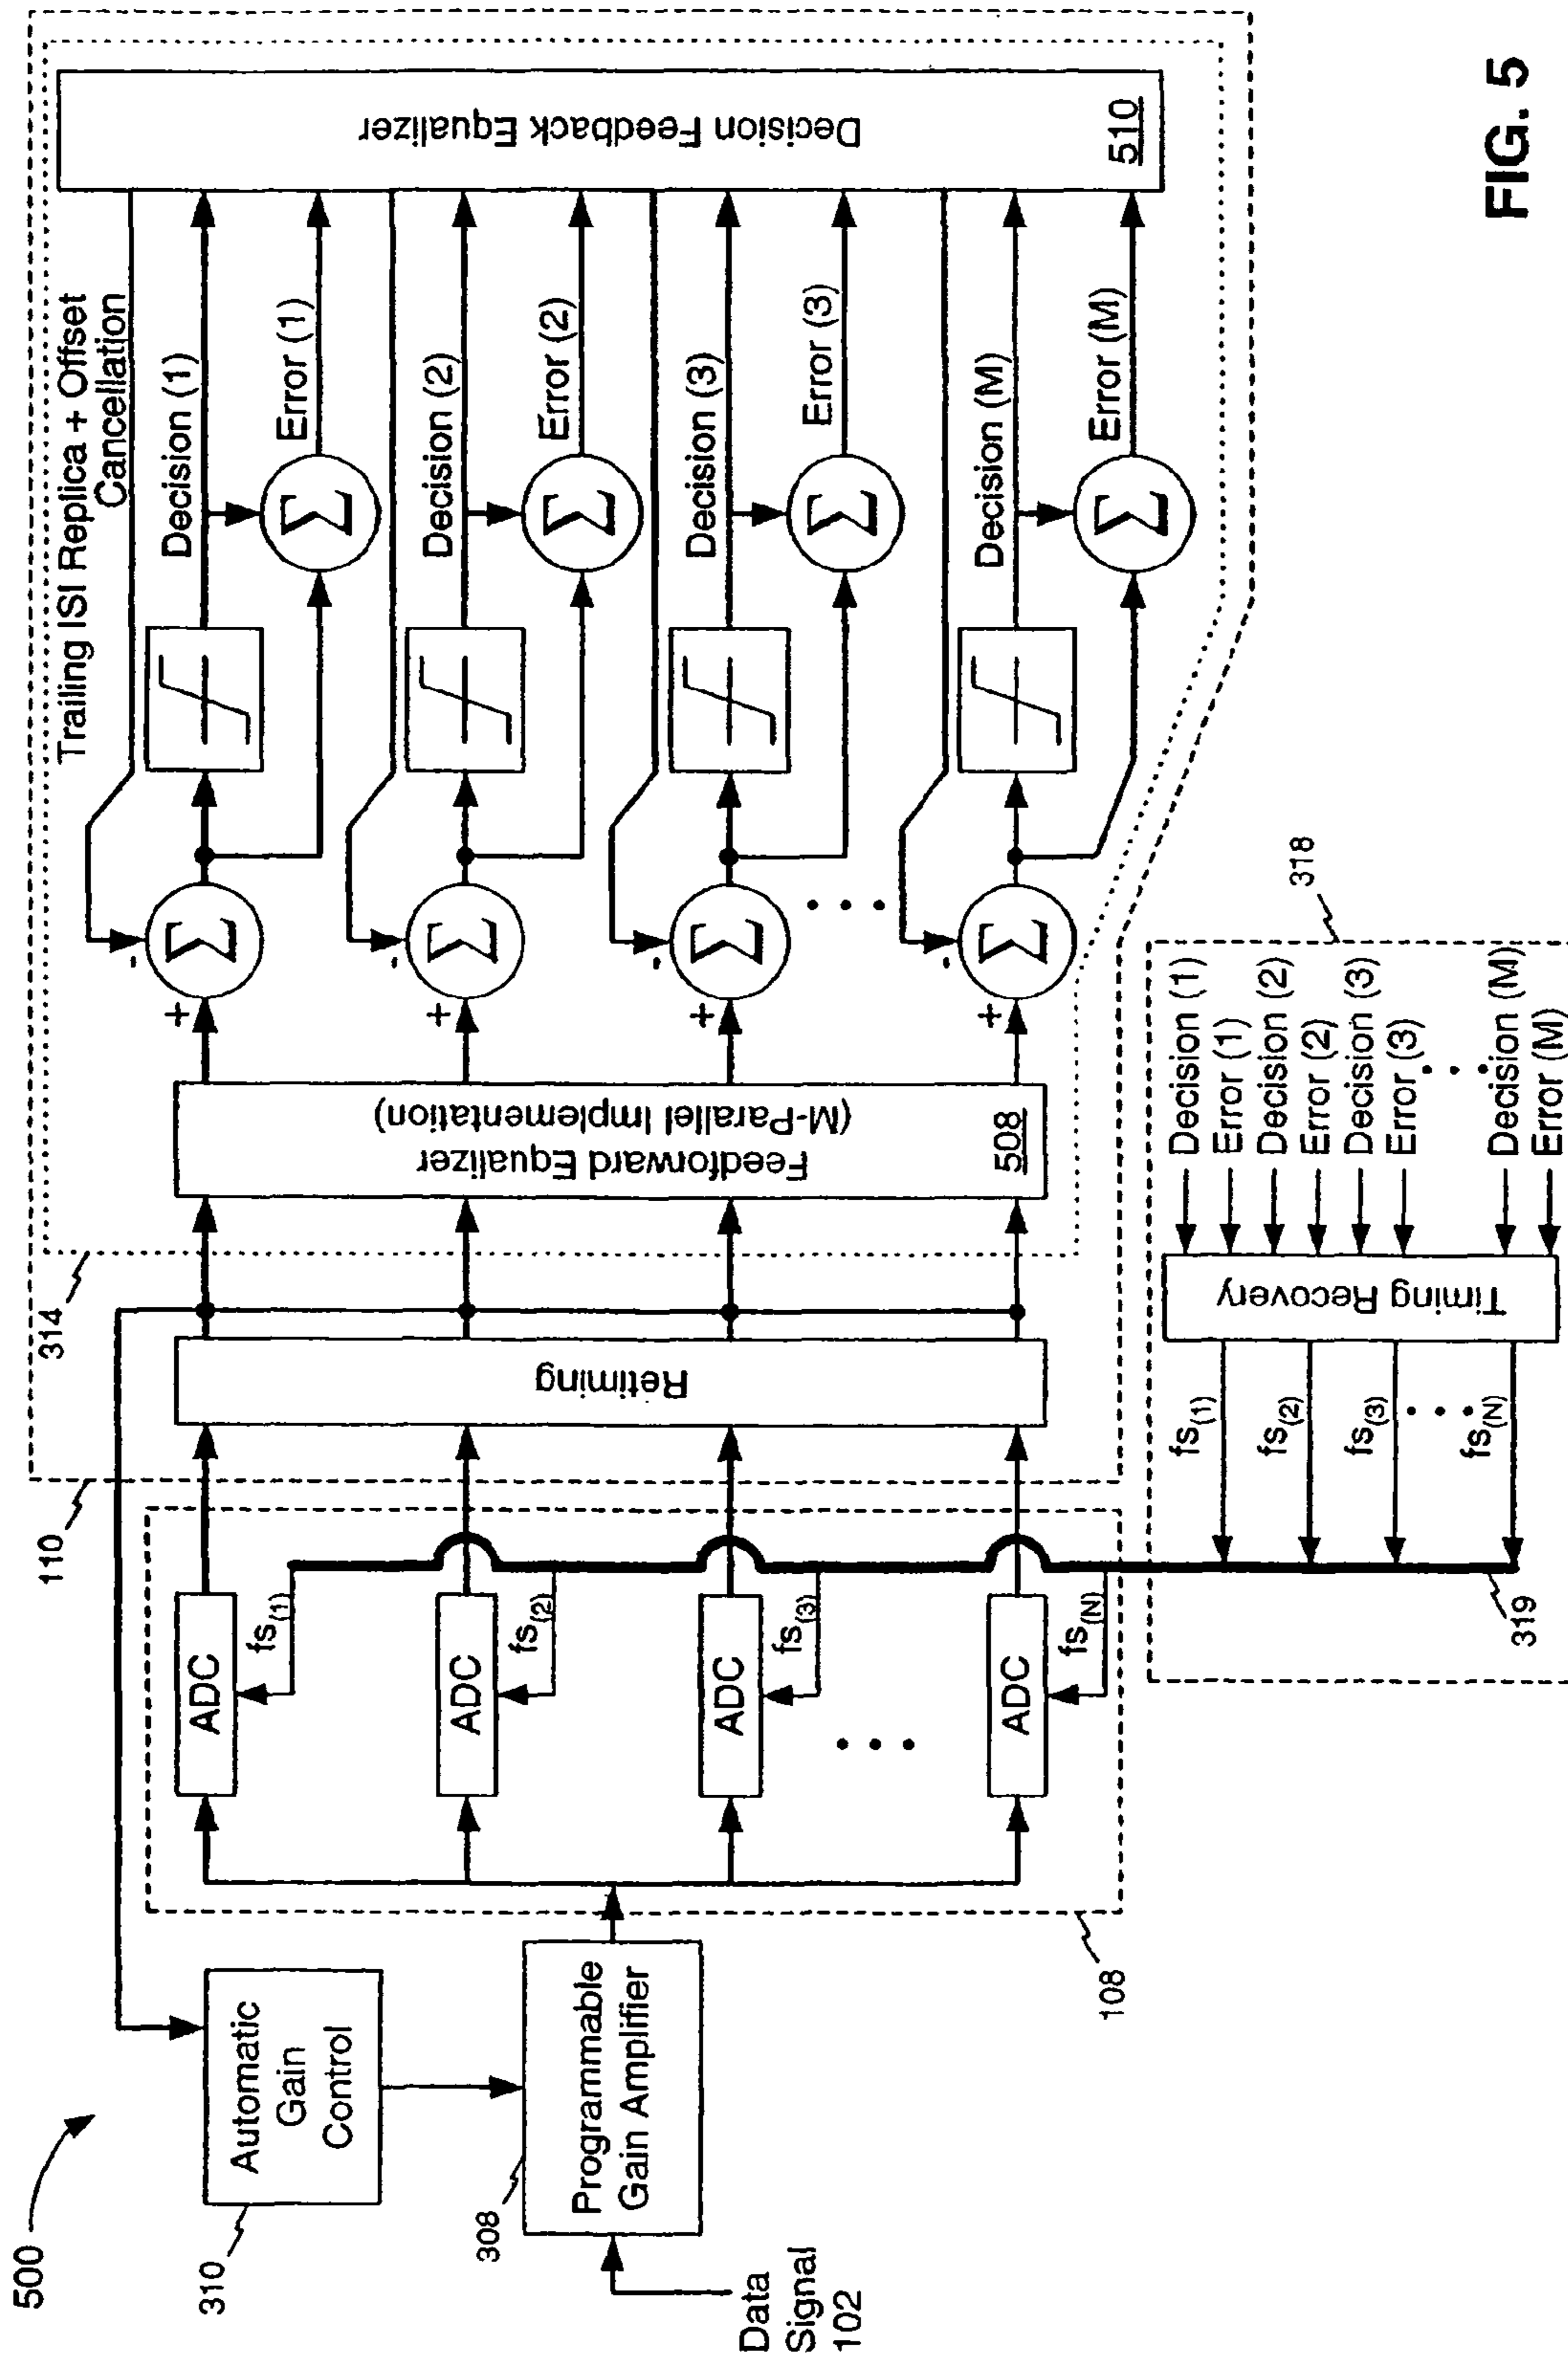 FIG. 5
500
310
Automatic
Gain
Control
308
Programmable
Gain Amplifier
Data
Signal
102
108
ADC
fs(1)
ADC
fs(2)
ADC
fs(3)
• • •
ADC
fs(N)
110
Retiming
314
Feedforward Equalizer
(M-Parallel Implementation)
508
Trailing ISI Replica + Offset
Cancellation
+
-
Σ
Decision (1)
Σ
Error (1)
+
-
Σ
Decision (2)
Σ
Error (2)
+
-
Σ
Decision (3)
Σ
Error (3)
• • •
+
-
Σ
Decision (M)
Σ
Error (M)
Decision Feedback Equalizer
510
318
Decision (1)
Error (1)
Decision (2)
Error (2)
Decision (3)
Error (3)
• • •
Decision (M)
Error (M)
Timing Recovery
fs(1)
fs(2)
fs(3)
• • •
fs(N)
319